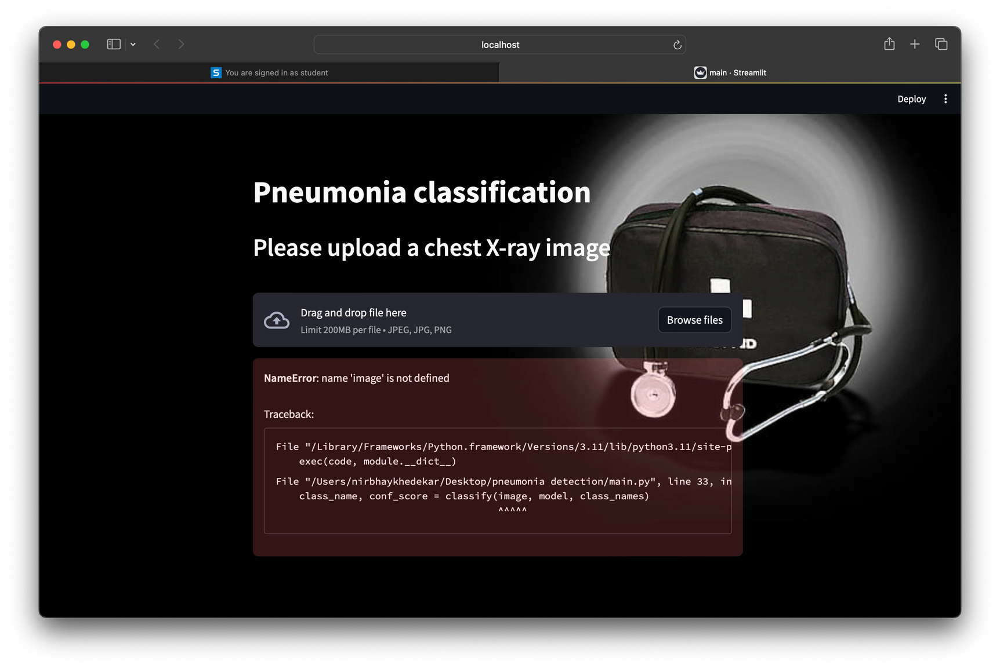 localhost
S You are signed in as student
main · Streamlit
Deploy
Pneumonia classification
Please upload a chest X-ray image
Drag and drop file here
Limit 200MB per file • JPEG, JPG, PNG
Browse files
NameError: name 'image' is not defined
Traceback:
File "/Library/Frameworks/Python.framework/Versions/3.11/lib/python3.11/site-p
exec(code, module.__dict__)
File "/Users/nirbhaykhedekar/Desktop/pneumonia detection/main.py", line 33, in
class_name, conf_score = classify(image, model, class_names)
^^^^^